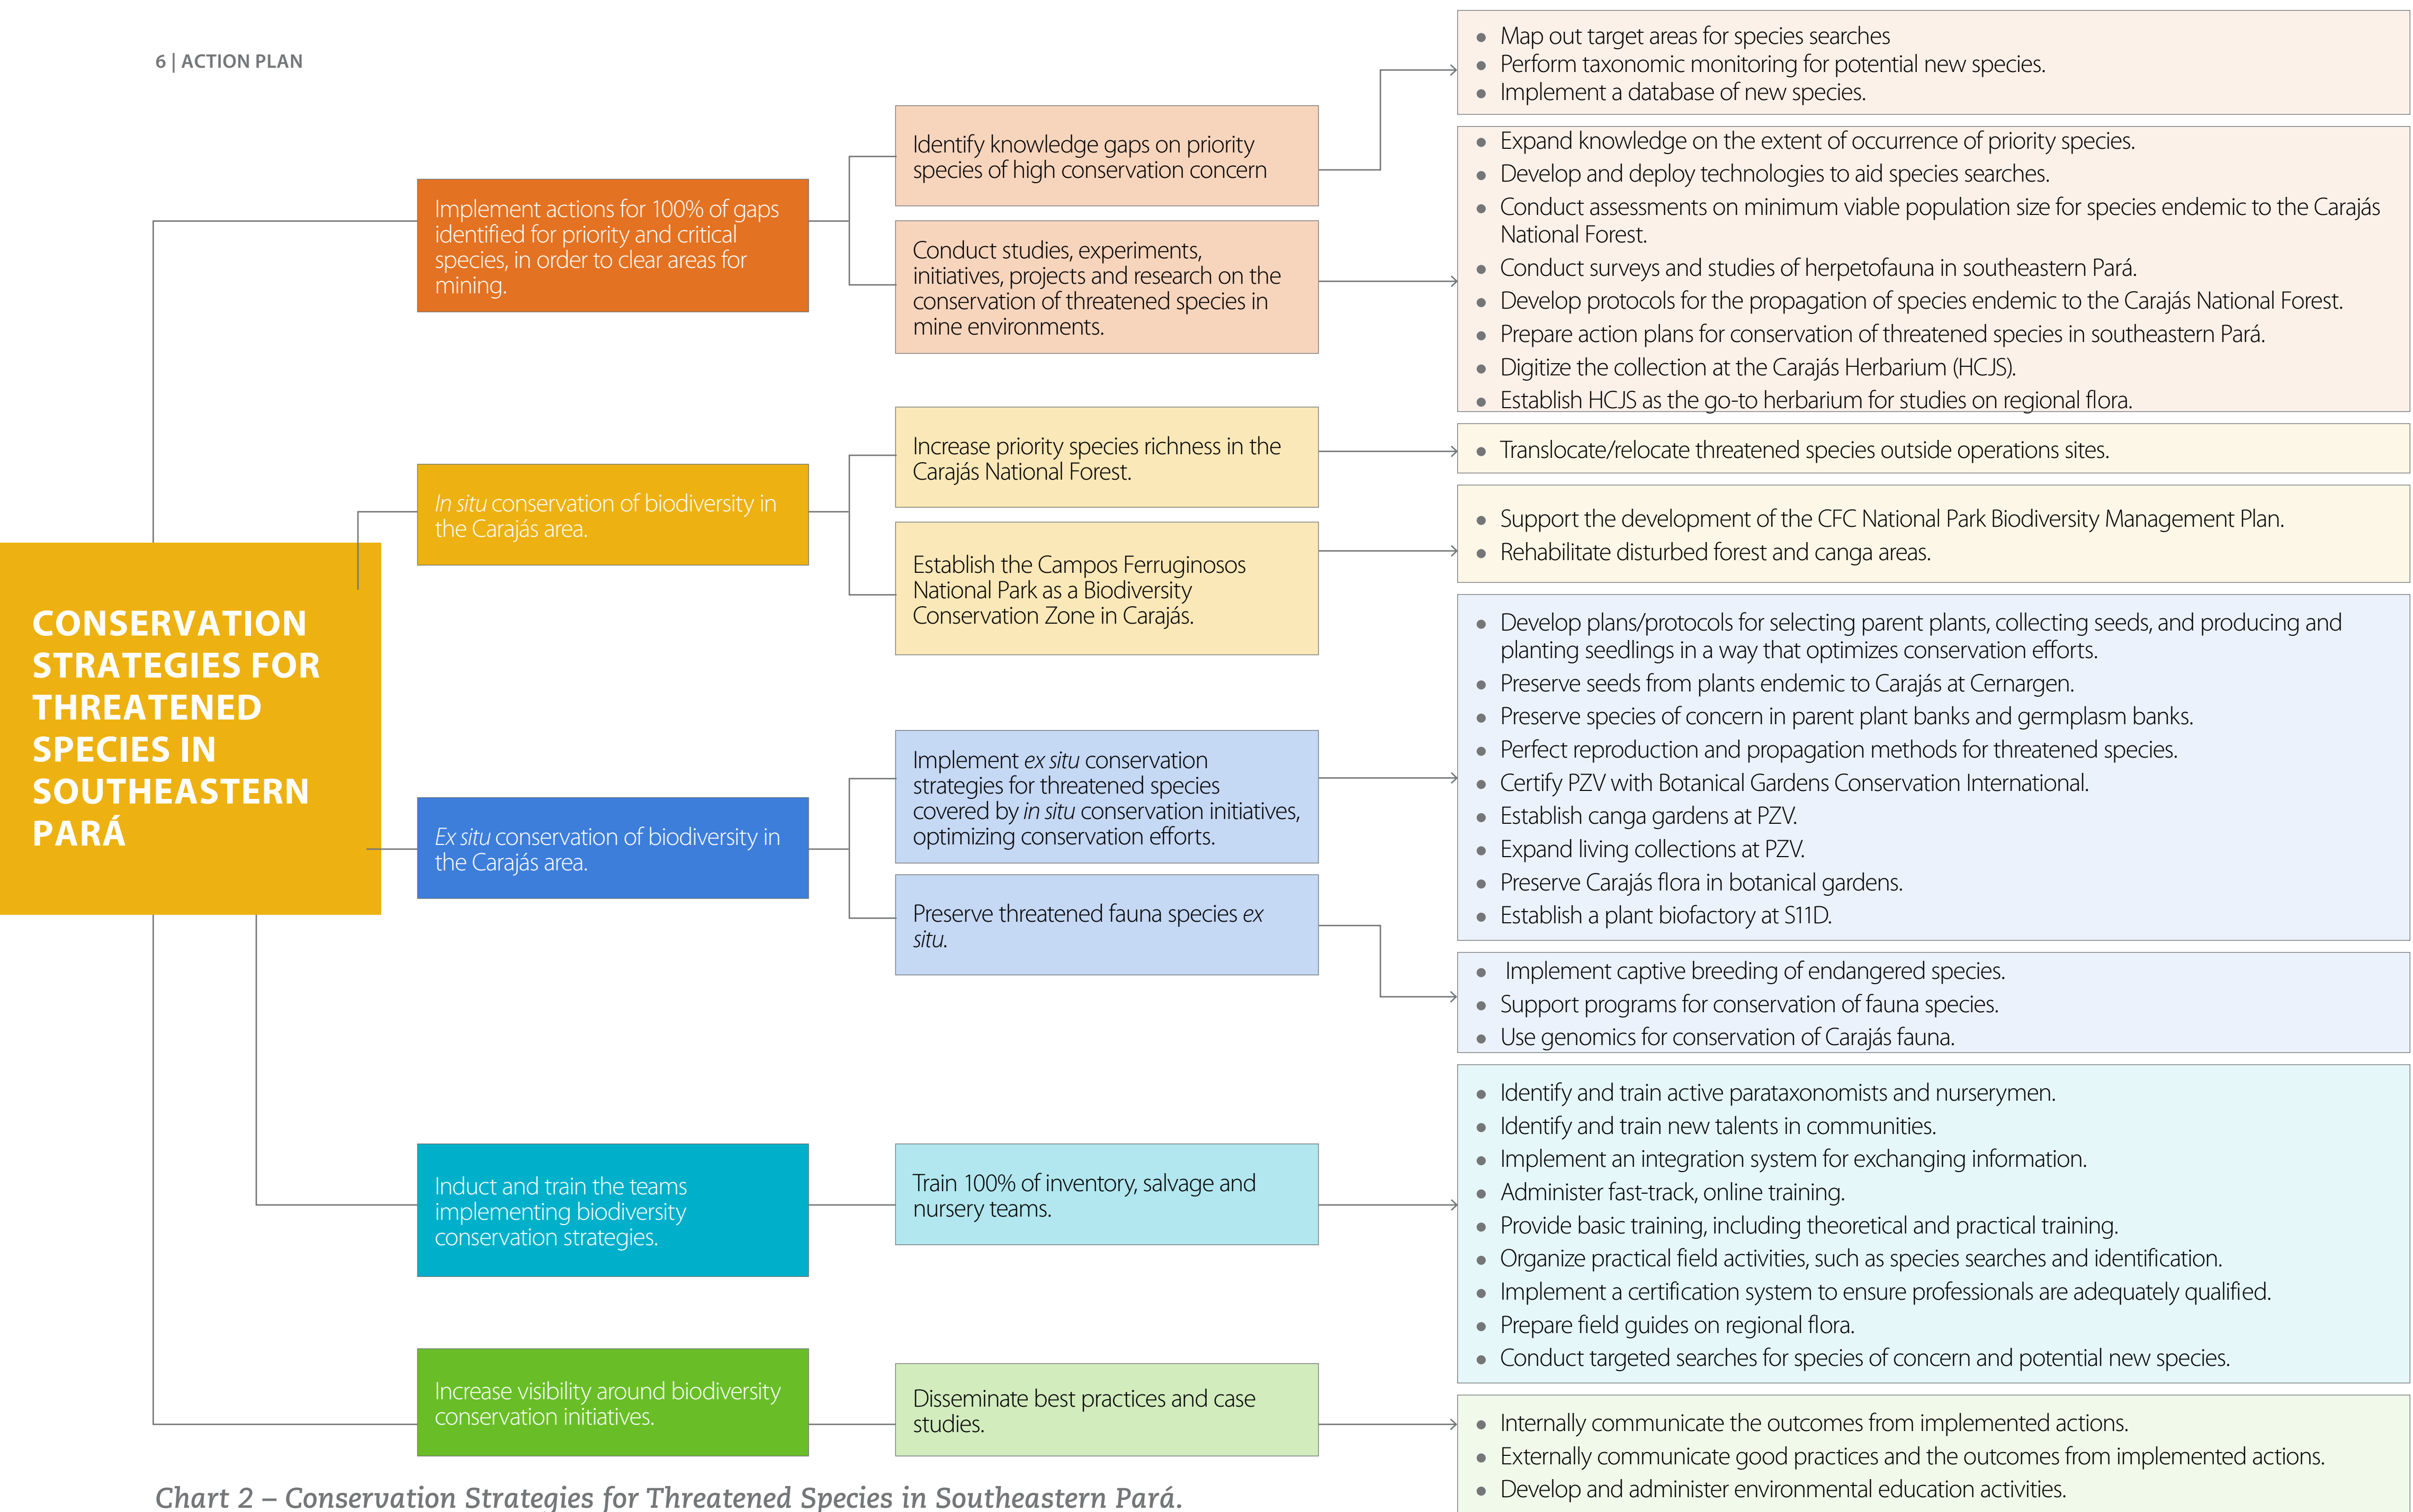 6 | ACTION PLAN
CONSERVATION
STRATEGIES FOR
THREATENED
SPECIES IN
SOUTHEASTERN
PARÁ
Implement actions for 100% of gaps
identified for priority and critical
species, in order to clear areas for
mining.
Identify knowledge gaps on priority
species of high conservation concern
• Map out target areas for species searches
• Perform taxonomic monitoring for potential new species.
• Implement a database of new species.
Conduct studies, experiments,
initiatives, projects and research on the
conservation of threatened species in
mine environments.
• Expand knowledge on the extent of occurrence of priority species.
• Develop and deploy technologies to aid species searches.
• Conduct assessments on minimum viable population size for species endemic to the Carajás
National Forest.
• Conduct surveys and studies of herpetofauna in southeastern Pará.
• Develop protocols for the propagation of species endemic to the Carajás National Forest.
• Prepare action plans for conservation of threatened species in southeastern Pará.
• Digitize the collection at the Carajás Herbarium (HCJS).
• Establish HCJS as the go-to herbarium for studies on regional flora.
In situ conservation of biodiversity in
the Carajás area.
Increase priority species richness in the
Carajás National Forest.
• Translocate/relocate threatened species outside operations sites.
Establish the Campos Ferruginosos
National Park as a Biodiversity
Conservation Zone in Carajás.
• Support the development of the CFC National Park Biodiversity Management Plan.
• Rehabilitate disturbed forest and canga areas.
Ex situ conservation of biodiversity in
the Carajás area.
Implement ex situ conservation
strategies for threatened species
covered by in situ conservation initiatives,
optimizing conservation efforts.
• Develop plans/protocols for selecting parent plants, collecting seeds, and producing and
planting seedlings in a way that optimizes conservation efforts.
• Preserve seeds from plants endemic to Carajás at Cernargen.
• Preserve species of concern in parent plant banks and germplasm banks.
• Perfect reproduction and propagation methods for threatened species.
• Certify PZV with Botanical Gardens Conservation International.
• Establish canga gardens at PZV.
• Expand living collections at PZV.
• Preserve Carajás flora in botanical gardens.
• Establish a plant biofactory at S11D.
Preserve threatened fauna species ex
situ.
• Implement captive breeding of endangered species.
• Support programs for conservation of fauna species.
• Use genomics for conservation of Carajás fauna.
Induct and train the teams
implementing biodiversity
conservation strategies.
Train 100% of inventory, salvage and
nursery teams.
• Identify and train active parataxonomists and nurserymen.
• Identify and train new talents in communities.
• Implement an integration system for exchanging information.
• Administer fast-track, online training.
• Provide basic training, including theoretical and practical training.
• Organize practical field activities, such as species searches and identification.
• Implement a certification system to ensure professionals are adequately qualified.
• Prepare field guides on regional flora.
• Conduct targeted searches for species of concern and potential new species.
Increase visibility around biodiversity
conservation initiatives.
Disseminate best practices and case
studies.
• Internally communicate the outcomes from implemented actions.
• Externally communicate good practices and the outcomes from implemented actions.
• Develop and administer environmental education activities.
Chart 2 – Conservation Strategies for Threatened Species in Southeastern Pará.